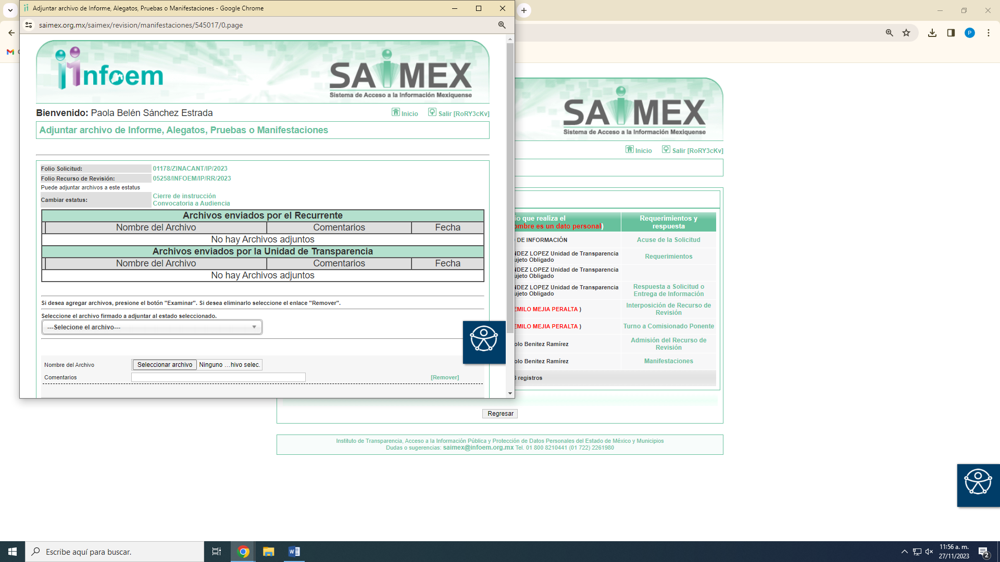 Adjuntar archivo de Informe, Alegatos, Pruebas o Manifestaciones - Google Chrome
saimex.org.mx/saimex/revision/manifestaciones/545017/0.page
infoem
SAIMEX
Sistema de Acceso a la Información Mexiquense
Bienvenido: Paola Belén Sánchez Estrada
Inicio
Salir [RoRY3cKv]
Adjuntar archivo de Informe, Alegatos, Pruebas o Manifestaciones
Folio Solicitud: 01178/ZINACANT/IP/2023
Folio Recurso de Revisión: 05258/INFOEM/IP/RR/2023
Puede adjuntar archivos a este estatus
Cambiar estatus:
Cierre de instrucción
Convocatoria a Audiencia
Archivos enviados por el Recurrente
Nombre del Archivo Comentarios Fecha
No hay Archivos adjuntos
Archivos enviados por la Unidad de Transparencia
Nombre del Archivo Comentarios Fecha
No hay Archivos adjuntos
Si desea agregar archivos, presione el botón "Examinar". Si desea eliminarlo seleccione el enlace "Remover".
Seleccione el archivo firmado a adjuntar al estado seleccionado.
---Selecione el archivo---
Nombre del Archivo Seleccionar archivo Ninguno ...hivo selec.
Comentarios [Remover]
P
SAIMEX
Sistema de Acceso a la Información Mexiquense
Inicio
Salir [RoRY3cKv]
io que realiza el
ombre es un dato personal)
Requerimientos y
respuesta
DE INFORMACIÓN
Acuse de la Solicitud
NDEZ LOPEZ Unidad de Transparencia
ujeto Obligado
Requerimientos
NDEZ LOPEZ Unidad de Transparencia
ujeto Obligado
NDEZ LOPEZ Unidad de Transparencia
ujeto Obligado
Respuesta a Solicitud o
Entrega de Información
EMILO MEJIA PERALTA )
Interposición de Recurso de
Revisión
EMILO MEJIA PERALTA )
Turno a Comisionado Ponente
olo Benitez Ramírez
Admisión del Recurso de
Revisión
olo Benitez Ramírez
Manifestaciones
registros
Regresar
Instituto de Transparencia, Acceso a la Información Pública y Protección de Datos Personales del Estado de México y Municipios
Dudas o sugerencias: saimex@infoem.org.mx Tel. 01 800 8210441 (01 722) 2261980
Escribe aquí para buscar.
11:56 a. m.
27/11/2023
2